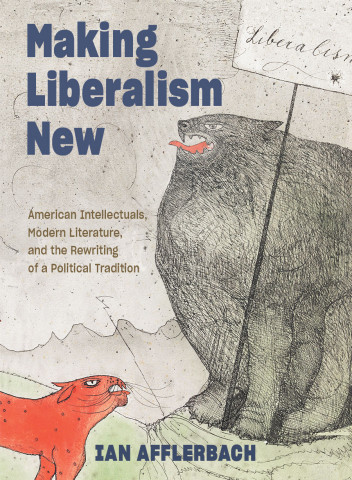 Liberalism
Making
Liberalism
New
American Intellectuals,
Modern Literature,
and the Rewriting
of a Political Tradition
IAN AFFLERBACH